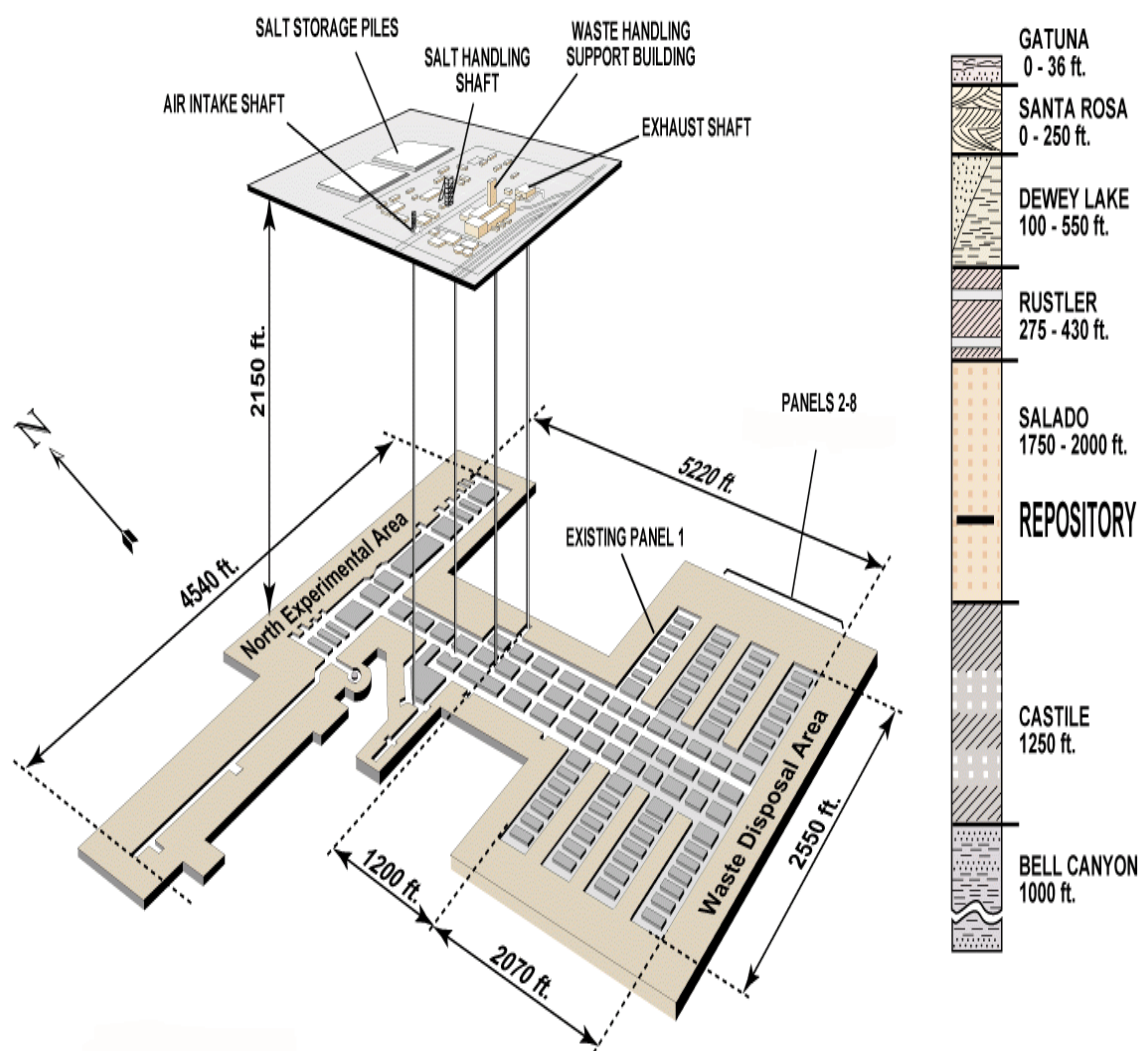 SALT STORAGE PILES
WASTE HANDLING
SUPPORT BUILDING
SALT HANDLING
SHAFT
AIR INTAKE SHAFT
EXHAUST SHAFT
2150 ft.
N
PANELS 2-8
5220 ft.
EXISTING PANEL 1
North Experimental Area
4540 ft.
Waste Disposal Area
2550 ft.
1200 ft.
2070 ft.
GATUNA
0 - 36 ft.
SANTA ROSA
0 - 250 ft.
DEWEY LAKE
100 - 550 ft.
RUSTLER
275 - 430 ft.
SALADO
1750 - 2000 ft.
REPOSITORY
CASTILE
1250 ft.
BELL CANYON
1000 ft.